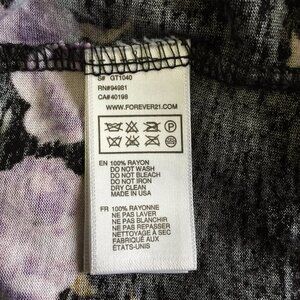 S# GT1040
RN#94981
CA#40198
WWW.FOREVER21.COM
P
EN 100% RAYON
DO NOT WASH
DO NOT BLEACH
DO NOT IRON
DRY CLEAN
MADE IN USA
FR 100% RAYONNE
NE PAS LAVER
NE PAS BLANCHIR
NE PAS REPASSER
NETTOYAGE À SEC
FABRIQUÉ AUX
ÉTATS-UNIS